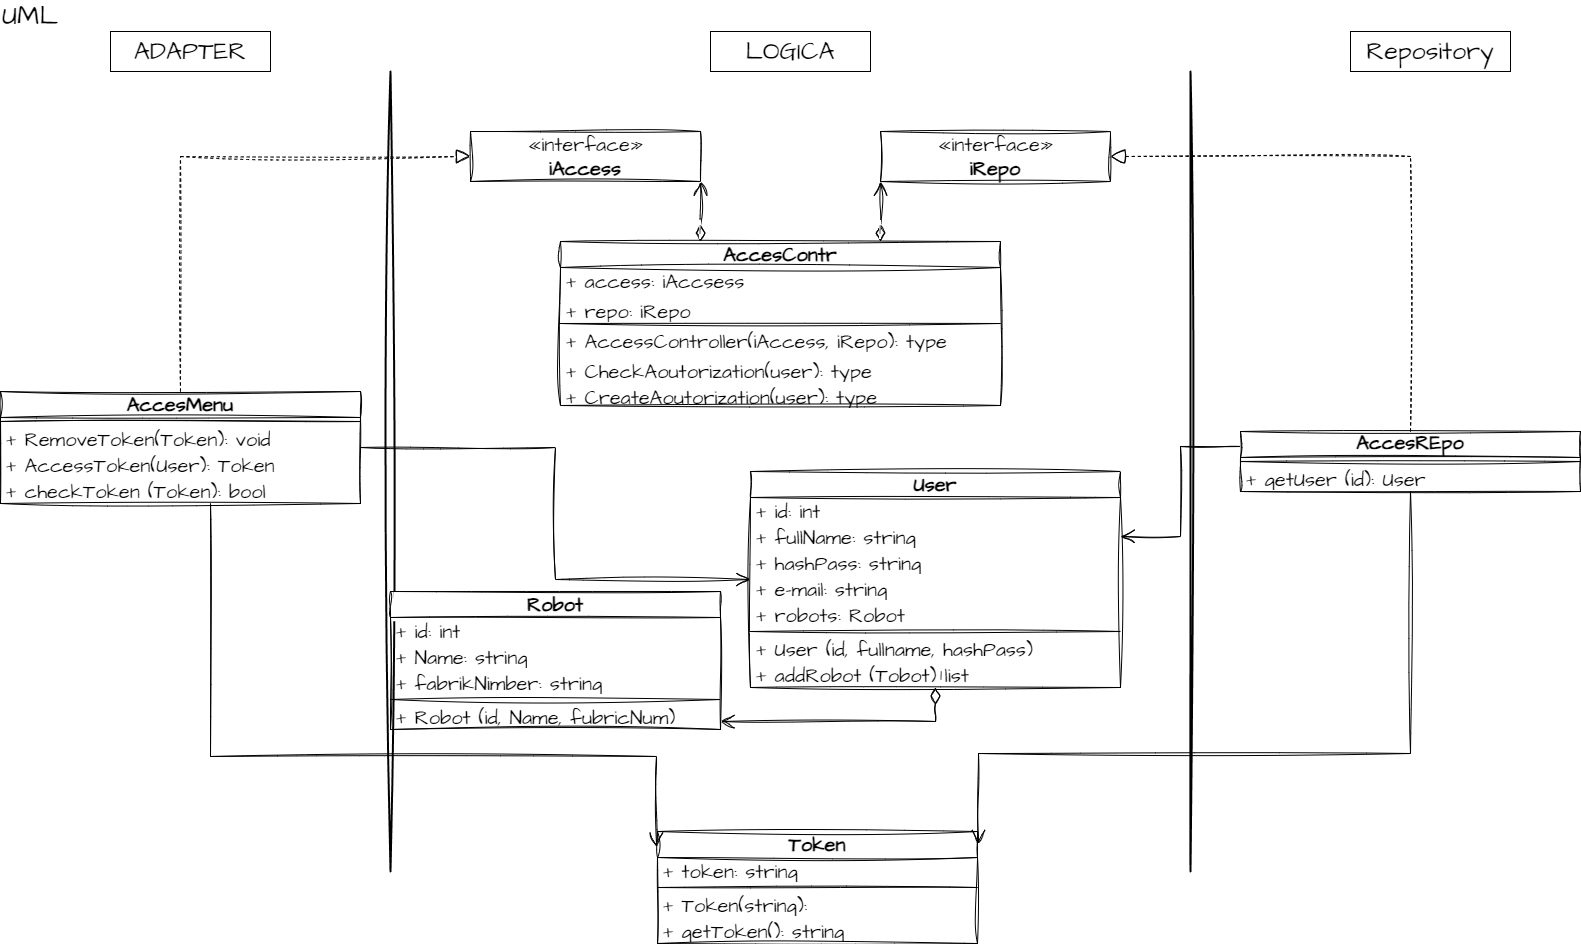 UML
ADAPTER
LOGICA
Repository
«interface»
iAccess
«interface»
iRepo
AccesContr
+ access: iAccsess
+ repo: iRepo
+ AccessController(iAccess, iRepo): type
+ CheckAoutorization(user): type
+ CreateAoutorization(user): type
AccesMenu
+ RemoveToken(Token): void
+ AccessToken(User): Token
+ checkToken (Token): bool
AccesREpo
+ getUser (id): User
User
+ id: int
+ fullName: string
+ hashPass: string
+ e-mail: string
+ robots: Robot
+ User (id, fullname, hashPass)
+ addRobot (Tobot):list
Robot
+ id: int
+ Name: string
+ fabrikNimber: string
+ Robot (id, Name, fubricNum)
Token
+ token: string
+ Token(string):
+ getToken(): string